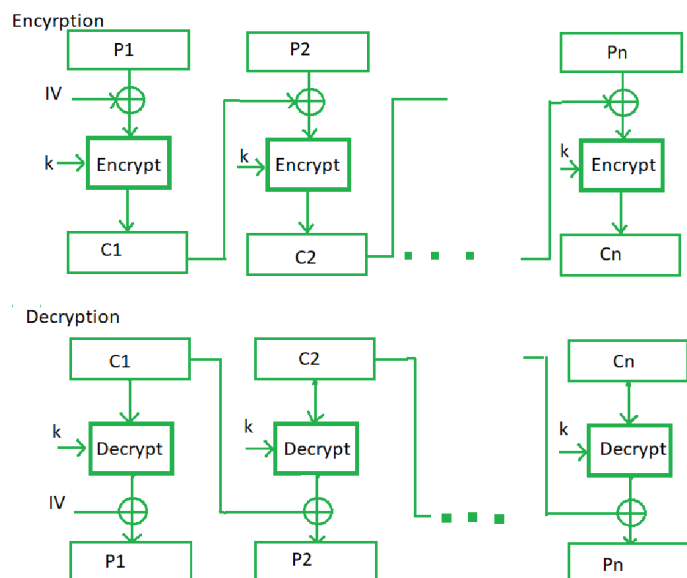 Encyrption
P1 P2 Pn
IV
k Encrypt k Encrypt k Encrypt
C1 C2 Cn
Decryption
C1 C2 Cn
k Decrypt k Decrypt k Decrypt
IV
P1 P2 Pn